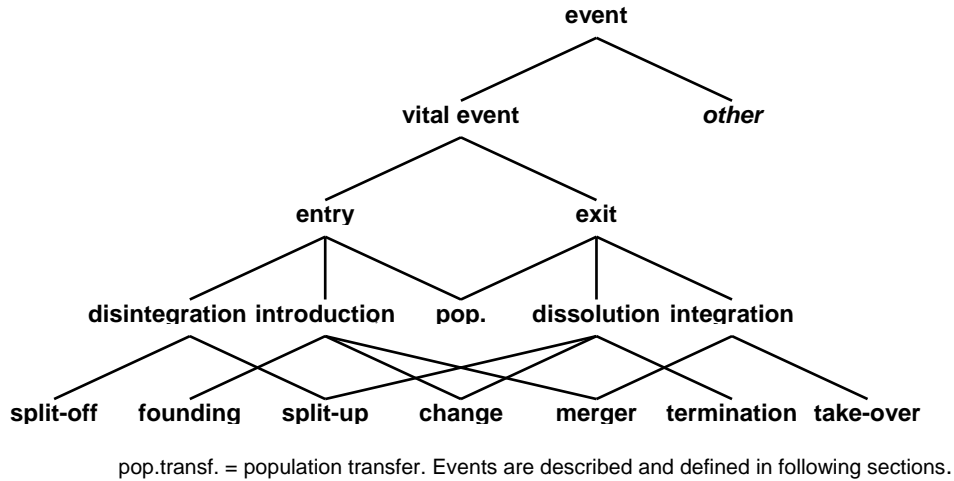 event
vital event other
entry exit
disintegration introduction pop. dissolution integration
split-off founding split-up change merger termination take-over
pop.transf. = population transfer. Events are described and defined in following sections.